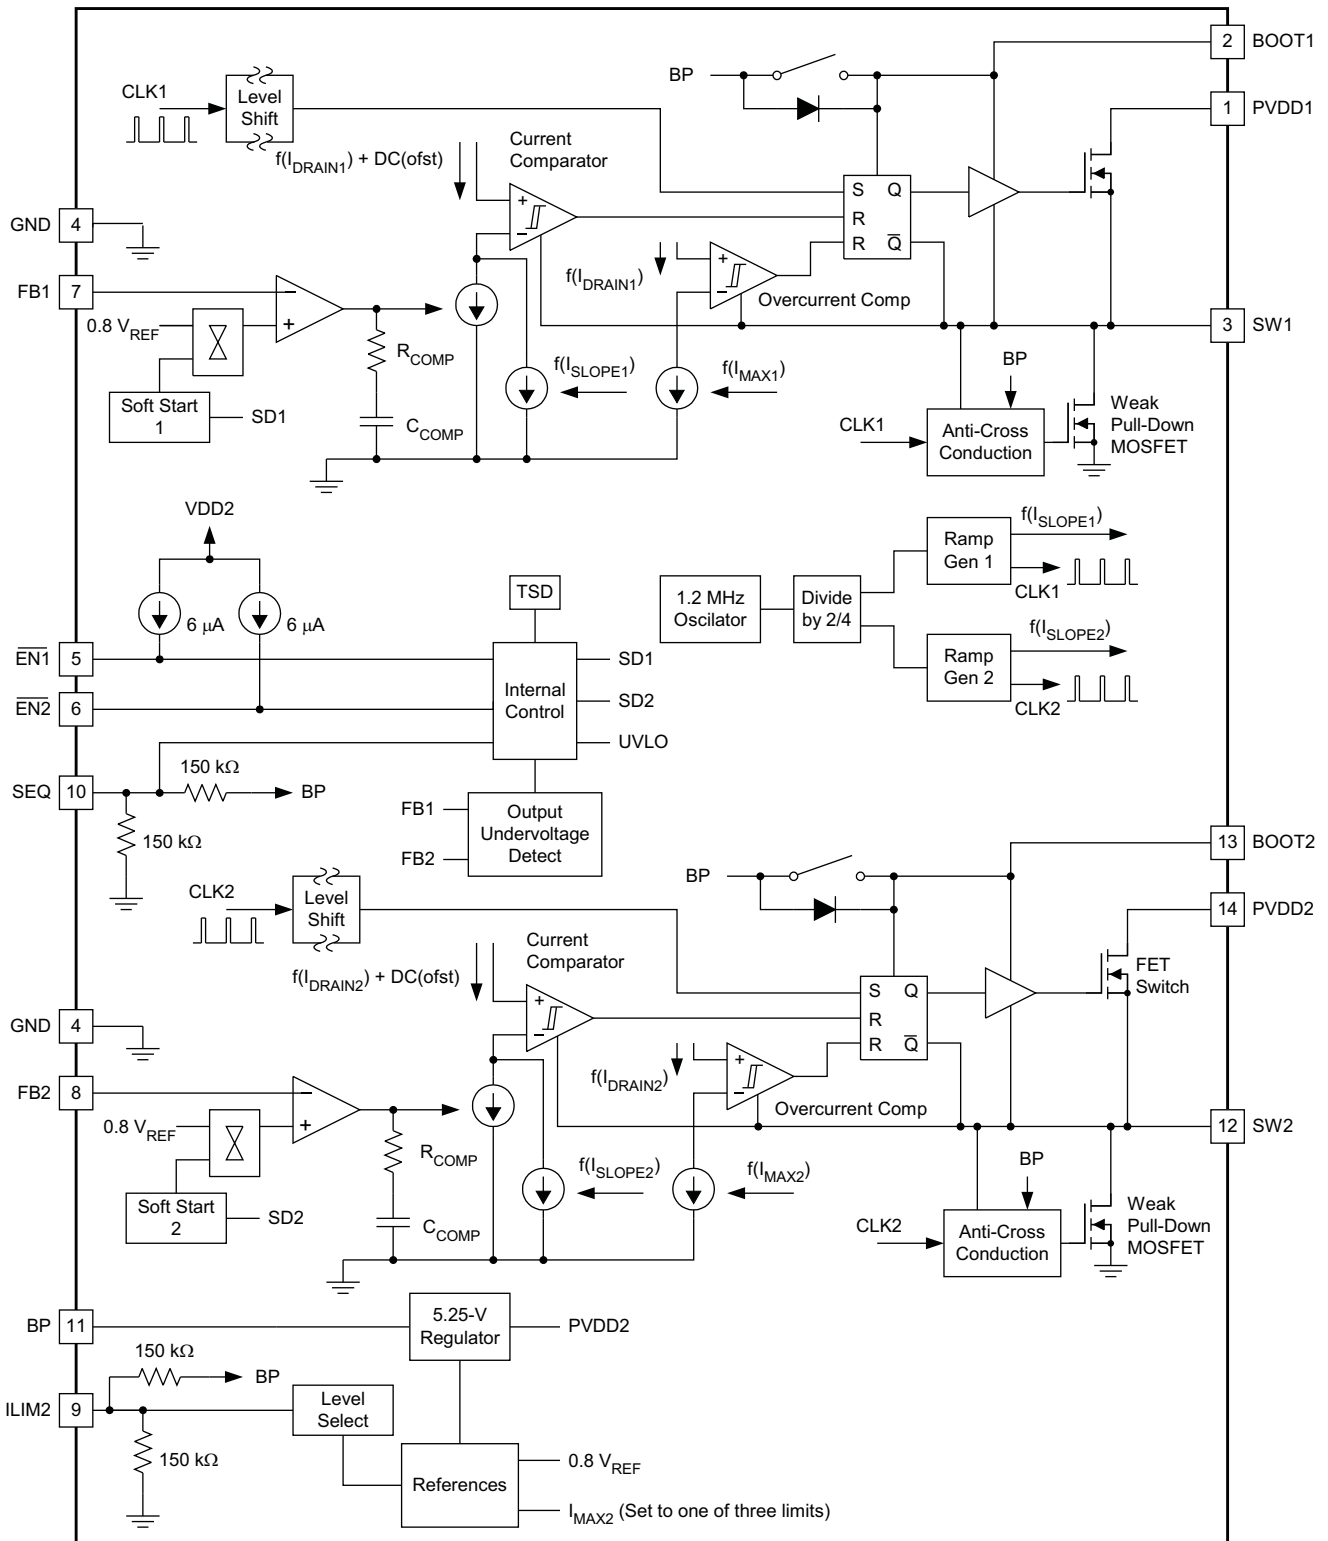 2 BOOT1
BP
CLK1
Level
Shift
1 PVDD1
f(I_DRAIN1) + DC(ofst)
Current
Comparator
+
−
S Q
R
R Q̅
GND 4
f(I_DRAIN1)
+
−
Overcurrent Comp
FB1 7
−
+
0.8 V_REF
3 SW1
R_COMP
f(I_SLOPE1)
f(I_MAX1)
BP
Soft Start
1
SD1
C_COMP
CLK1
Anti-Cross
Conduction
Weak
Pull-Down
MOSFET
VDD2
6 μA
6 μA
TSD
1.2 MHz
Oscilator
Divide
by 2/4
Ramp
Gen 1
f(I_SLOPE1)
CLK1
Ramp
Gen 2
f(I_SLOPE2)
CLK2
E̅N̅1̅ 5
E̅N̅2̅ 6
Internal
Control
SD1
SD2
UVLO
SEQ 10
150 kΩ
BP
150 kΩ
FB1
FB2
Output
Undervoltage
Detect
13 BOOT2
BP
CLK2
Level
Shift
14 PVDD2
f(I_DRAIN2) + DC(ofst)
Current
Comparator
+
−
S Q
R
R Q̅
FET
Switch
GND 4
f(I_DRAIN2)
+
−
Overcurrent Comp
FB2 8
−
+
0.8 V_REF
12 SW2
R_COMP
f(I_SLOPE2)
f(I_MAX2)
BP
Soft Start
2
SD2
C_COMP
CLK2
Anti-Cross
Conduction
Weak
Pull-Down
MOSFET
BP 11
5.25-V
Regulator
PVDD2
150 kΩ
BP
ILIM2 9
Level
Select
150 kΩ
References
0.8 V_REF
I_MAX2 (Set to one of three limits)